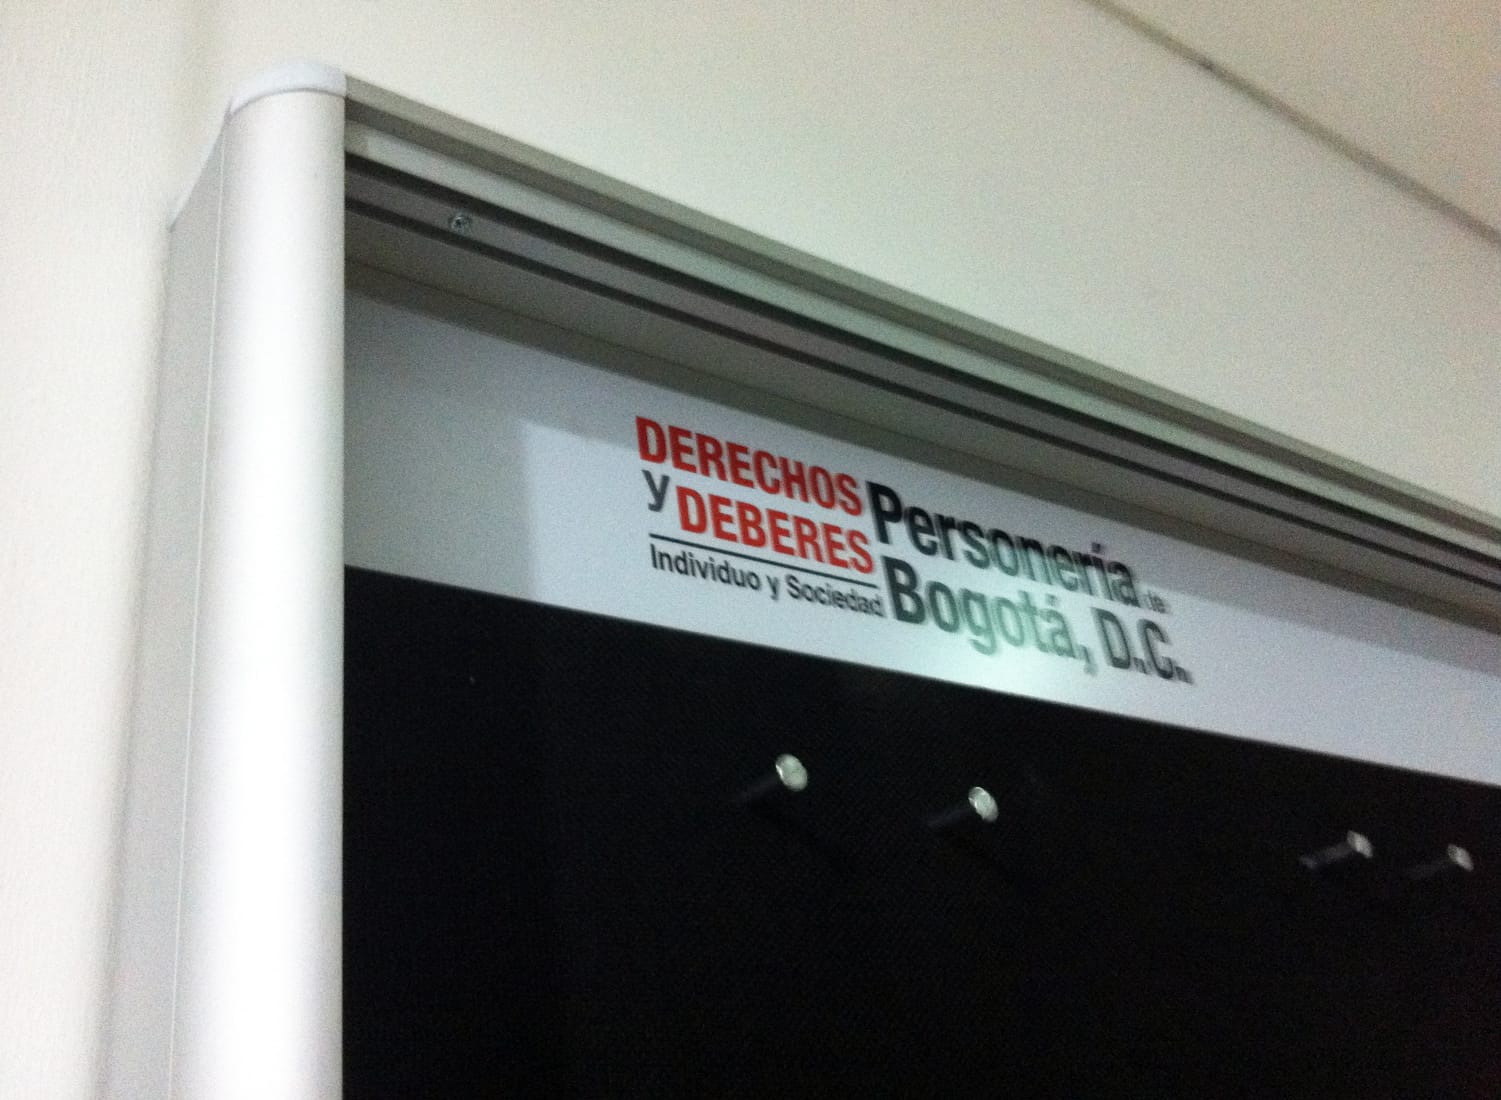 DERECHOS
y DEBERES
Individuo y Sociedad
Personería de
Bogotá, D.C.